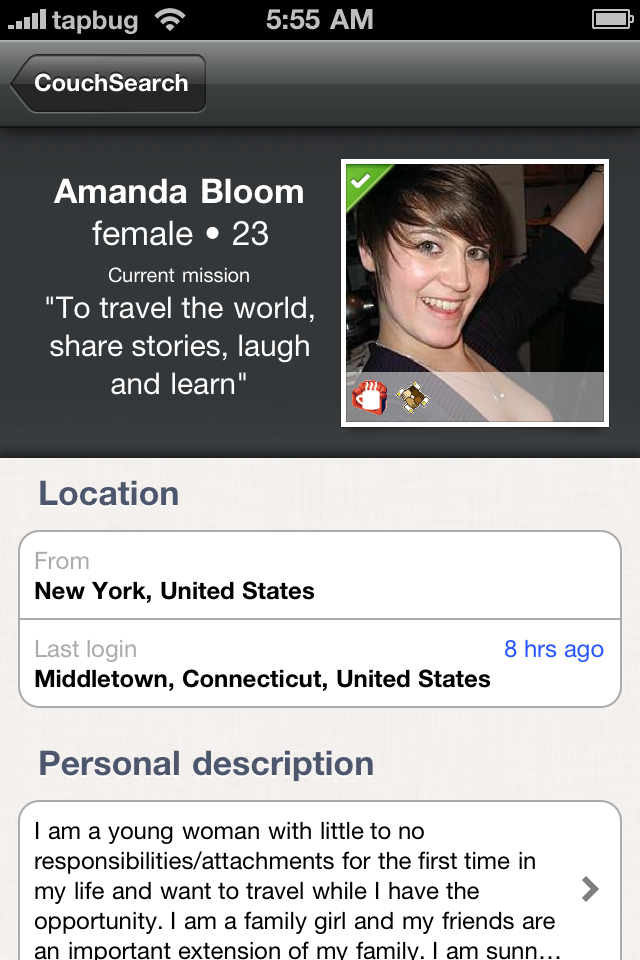 tapbug 5:55 AM
CouchSearch
Amanda Bloom
female • 23
Current mission
"To travel the world,
share stories, laugh
and learn"
Location
From
New York, United States
Last login 8 hrs ago
Middletown, Connecticut, United States
Personal description
I am a young woman with little to no
responsibilities/attachments for the first time in
my life and want to travel while I have the
opportunity. I am a family girl and my friends are
an important extension of my family. I am sunn…